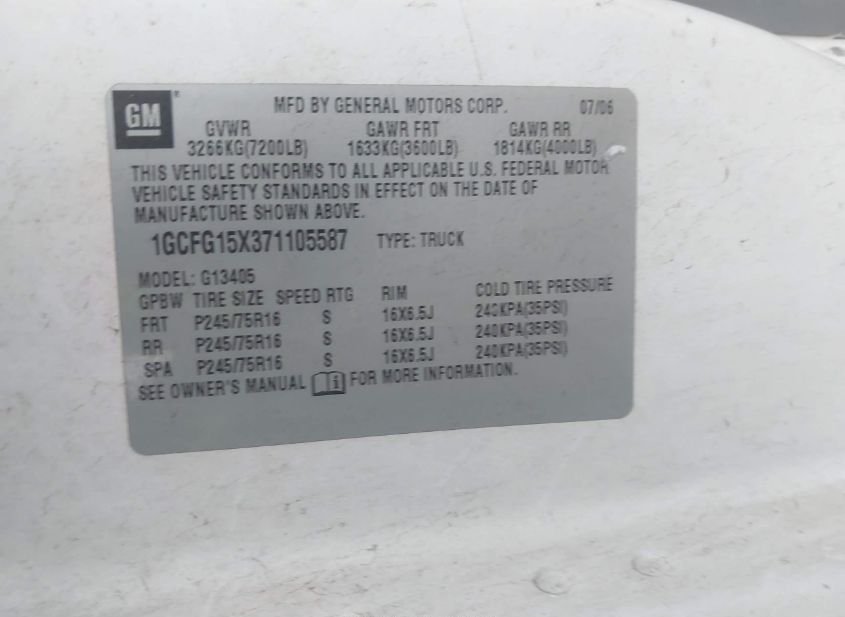 GM MFD BY GENERAL MOTORS CORP. 07/06
GVWR GAWR FRT GAWR RR
3266KG(7200LB) 1633KG(3600LB) 1814KG(4000LB)
THIS VEHICLE CONFORMS TO ALL APPLICABLE U.S. FEDERAL MOTOR
VEHICLE SAFETY STANDARDS IN EFFECT ON THE DATE OF
MANUFACTURE SHOWN ABOVE.
1GCFG15X371105587 TYPE: TRUCK
MODEL: G13405
GPBW TIRE SIZE SPEED RTG RIM COLD TIRE PRESSURE
FRT P245/75R16 S 16X6.5J 240KPA(35PSI)
RR P245/75R16 S 16X6.5J 240KPA(35PSI)
SPA P245/75R16 S 16X6.5J 240KPA(35PSI)
SEE OWNER'S MANUAL i FOR MORE INFORMATION.